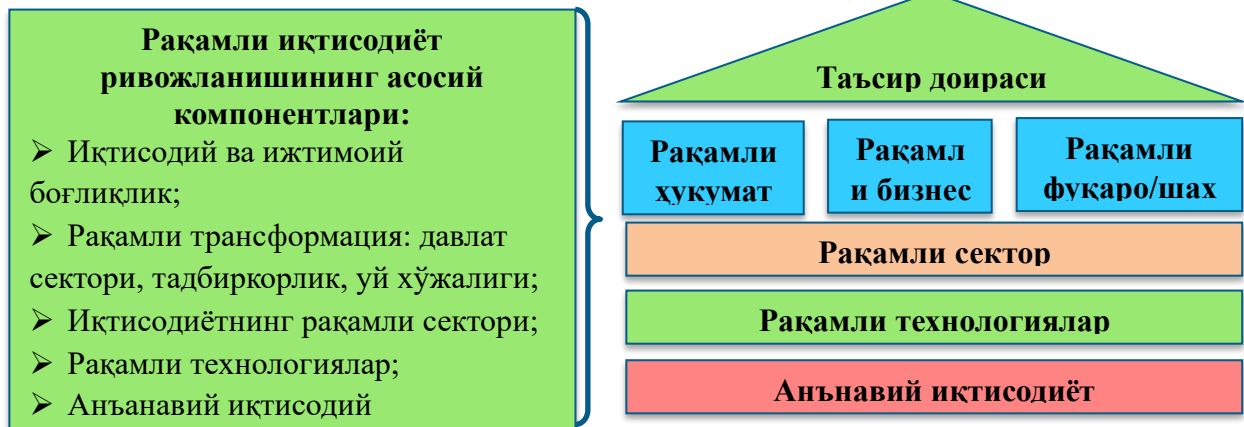 Рақамли иқтисодиёт
ривожланишининг асосий
компонентлари:
➢ Иқтисодий ва ижтимоий
боғлиқлик;
➢ Рақамли трансформация: давлат
сектори, тадбиркорлик, уй хўжалиги;
➢ Иқтисодиётнинг рақамли сектори;
➢ Рақамли технологиялар;
➢ Анъанавий иқтисодий
Таъсир доираси
Рақамли
ҳукумат
Рақамл
и бизнес
Рақамли
фуқаро/шах
Рақамли сектор
Рақамли технологиялар
Анънавий иқтисодиёт